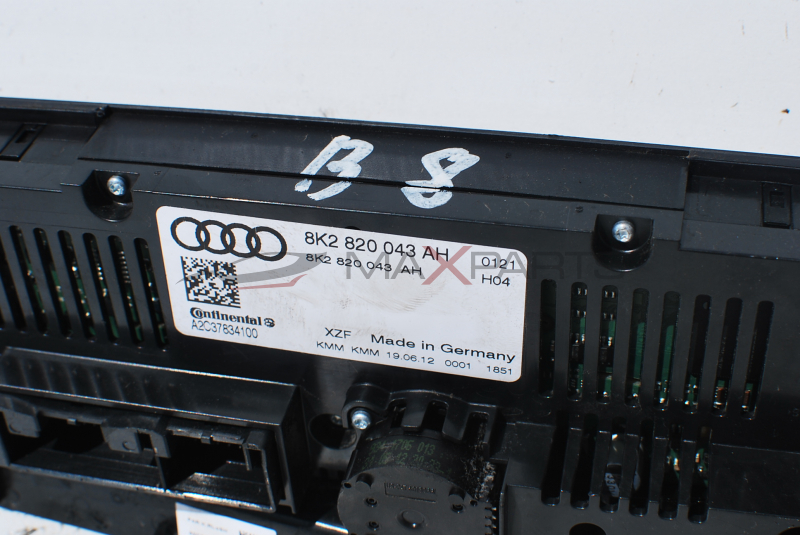 B 8
8K2 820 043 AH
8K2 820 043 AH
0121
H04
MAXPARTS
Continental
A2C37834100
XZF Made in Germany
KMM KMM 19.06.12 0001 1851